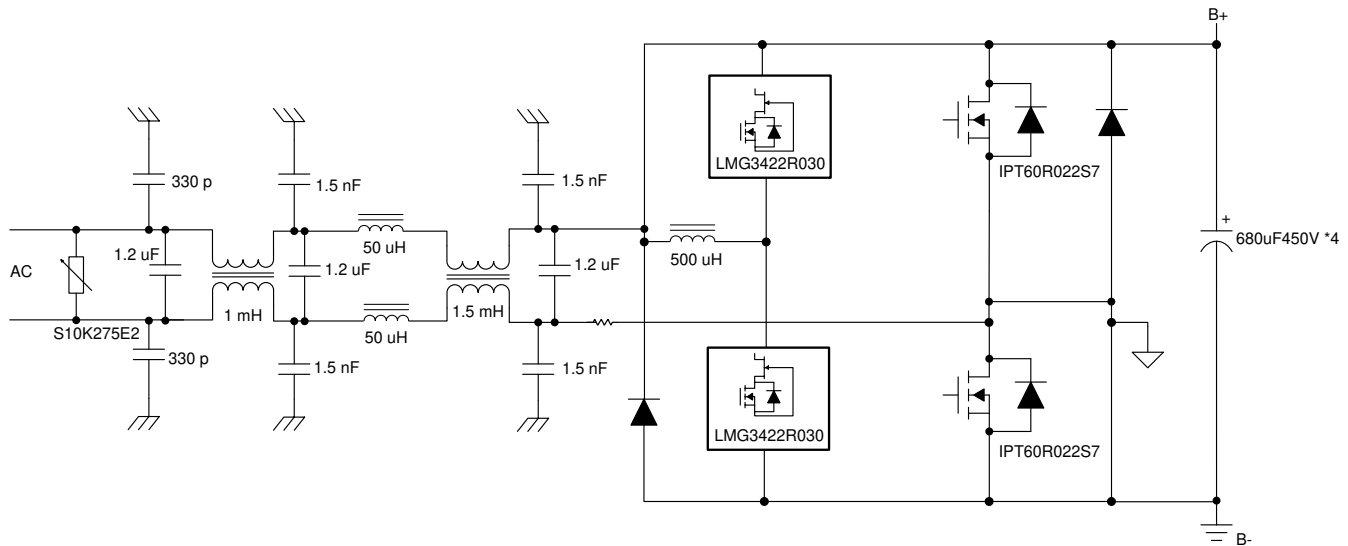 B+
LMG3422R030
IPT60R022S7
330 p
1.5 nF
1.5 nF
+
680uF450V *4
50 uH
500 uH
AC
1.2 uF
1.2 uF
1.2 uF
1 mH
1.5 mH
50 uH
S10K275E2
330 p
1.5 nF
1.5 nF
LMG3422R030
IPT60R022S7
B-